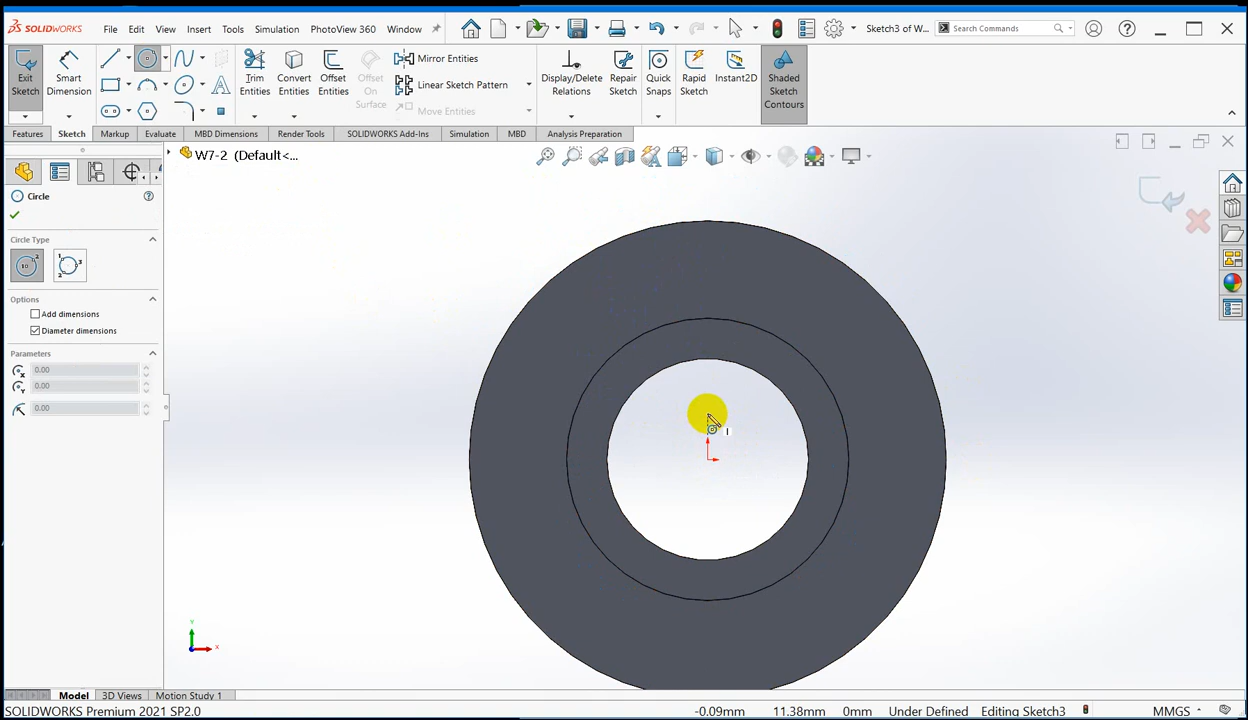 SOLIDWORKS File Edit View Insert Tools Simulation PhotoView 360 Window Sketch3 of W... Search Commands
Exit Sketch
Smart Dimension
Trim Entities
Convert Entities
Offset Entities
Offset On Surface
Mirror Entities
Linear Sketch Pattern
Move Entities
Display/Delete Relations
Repair Sketch
Quick Snaps
Rapid Sketch
Instant2D
Shaded Sketch Contours
Features Sketch Markup Evaluate MBD Dimensions Render Tools SOLIDWORKS Add-Ins Simulation MBD Analysis Preparation
W7-2 (Default<...
Circle
Circle Type
Options
Add dimensions
Diameter dimensions
Parameters
0.00
0.00
0.00
Y
X
Model 3D Views Motion Study 1
SOLIDWORKS Premium 2021 SP2.0 -0.09mm 11.38mm 0mm Under Defined Editing Sketch3 MMGS